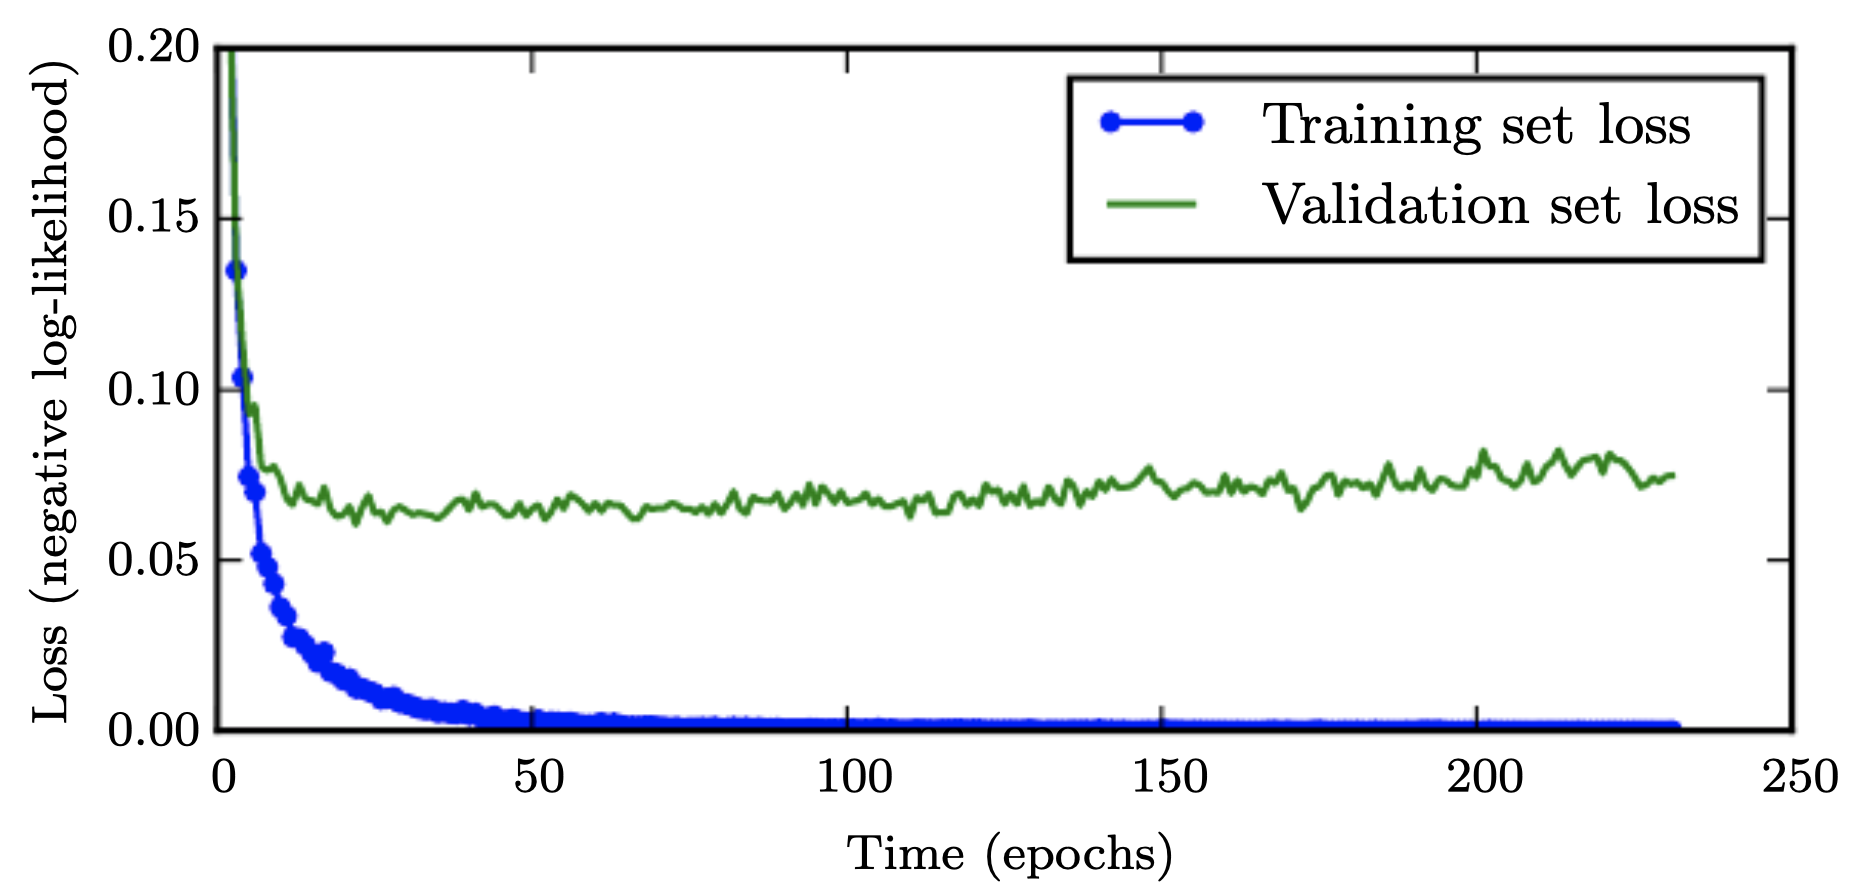 Loss (negative log-likelihood)
0.20
0.15
0.10
0.05
0.00
Training set loss
Validation set loss
0 50 100 150 200 250
Time (epochs)